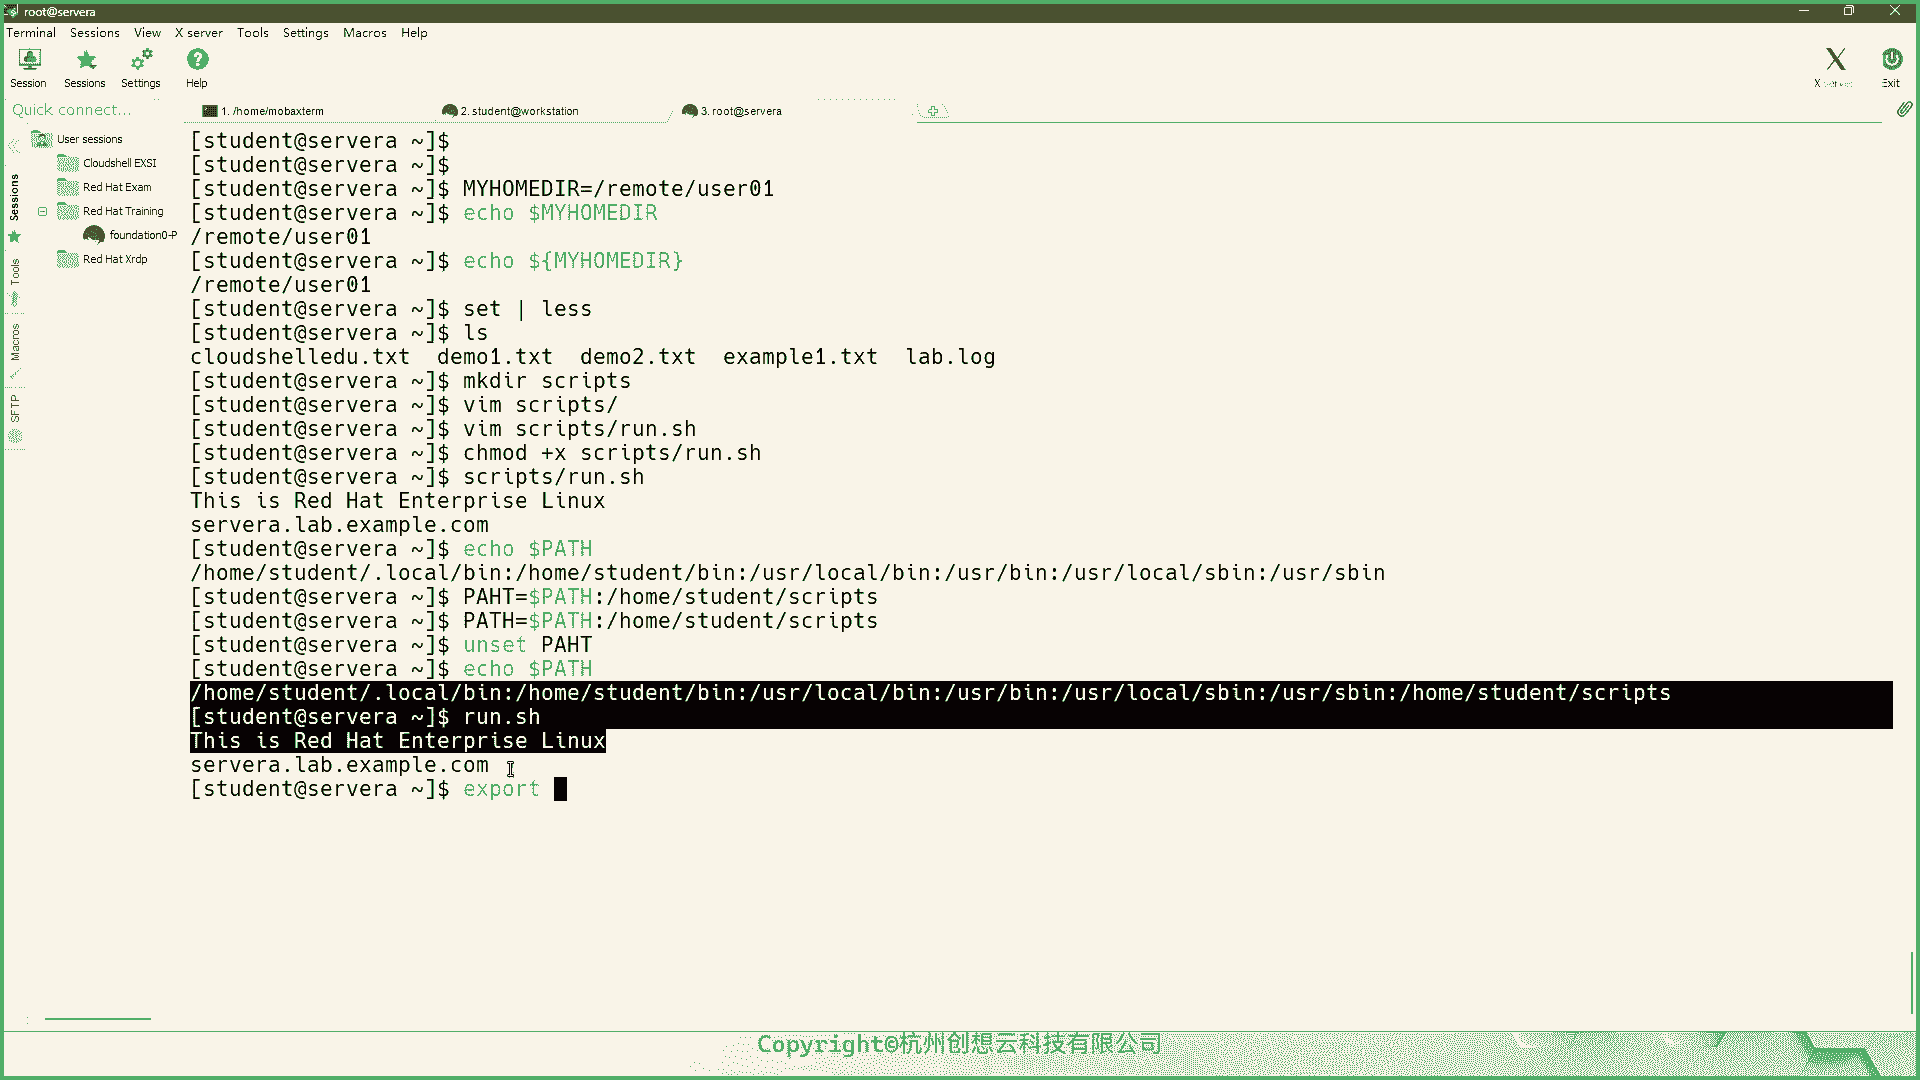 root@servera
Terminal Sessions View X server Tools Settings Macros Help
Session Sessions Settings Help X server Exit
Quick connect...
1. /home/mobaxterm 2. student@workstation 3. root@servera
User sessions
Cloudshell EXSI
Red Hat Exam
Red Hat Training
foundation0-P
Red Hat Xrdp
Sessions
Tools
Macros
SFTP
[student@servera ~]$
[student@servera ~]$
[student@servera ~]$ MYHOMEDIR=/remote/user01
[student@servera ~]$ echo $MYHOMEDIR
/remote/user01
[student@servera ~]$ echo ${MYHOMEDIR}
/remote/user01
[student@servera ~]$ set | less
[student@servera ~]$ ls
cloudshelledu.txt demo1.txt demo2.txt example1.txt lab.log
[student@servera ~]$ mkdir scripts
[student@servera ~]$ vim scripts/
[student@servera ~]$ vim scripts/run.sh
[student@servera ~]$ chmod +x scripts/run.sh
[student@servera ~]$ scripts/run.sh
This is Red Hat Enterprise Linux
servera.lab.example.com
[student@servera ~]$ echo $PATH
/home/student/.local/bin:/home/student/bin:/usr/local/bin:/usr/bin:/usr/local/sbin:/usr/sbin
[student@servera ~]$ PAHT=$PATH:/home/student/scripts
[student@servera ~]$ PATH=$PATH:/home/student/scripts
[student@servera ~]$ unset PAHT
[student@servera ~]$ echo $PATH
/home/student/.local/bin:/home/student/bin:/usr/local/bin:/usr/bin:/usr/local/sbin:/usr/sbin:/home/student/scripts
[student@servera ~]$ run.sh
This is Red Hat Enterprise Linux
servera.lab.example.com
[student@servera ~]$ export
Copyright©杭州创想云科技有限公司